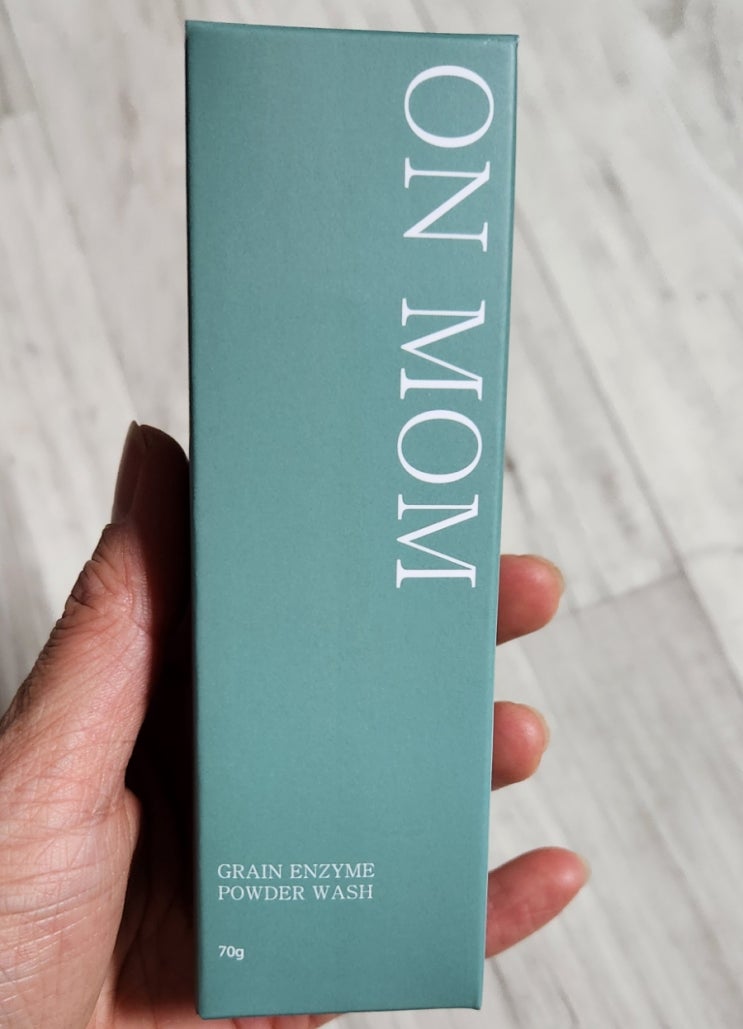 ON MOM
GRAIN ENZYME
POWDER WASH
70g